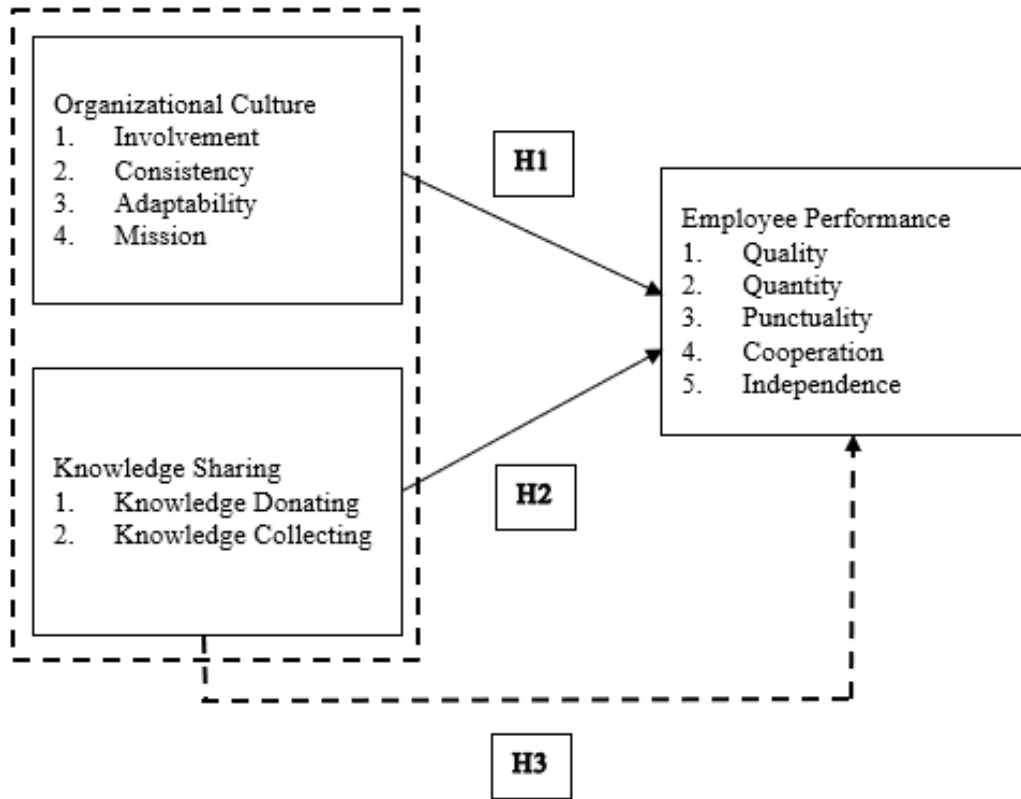 Organizational Culture
1. Involvement
2. Consistency
3. Adaptability
4. Mission
H1
Employee Performance
1. Quality
2. Quantity
3. Punctuality
4. Cooperation
5. Independence
Knowledge Sharing
1. Knowledge Donating
2. Knowledge Collecting
H2
H3